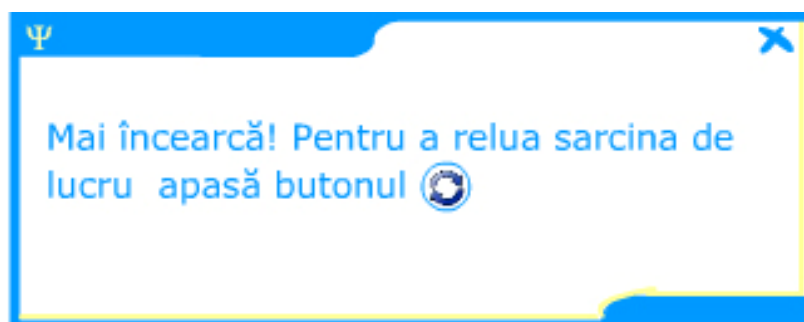 Ψ
Mai încearcă! Pentru a relua sarcina de
lucru apasă butonul